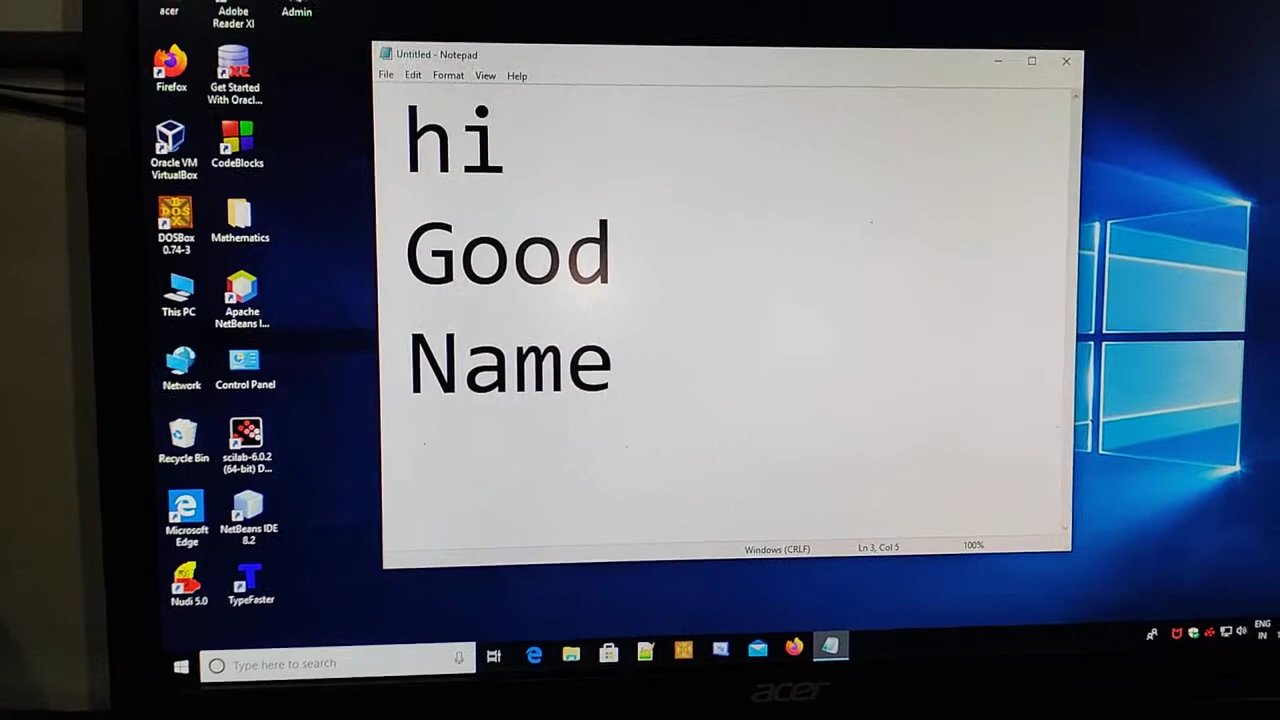 acer
Adobe
Reader XI
Admin
Firefox
Get Started
With Oracl...
Oracle VM
VirtualBox
CodeBlocks
DOSBox
0.74-3
Mathematics
This PC
Apache
NetBeans I...
Network
Control Panel
Recycle Bin
scilab-6.0.2
(64-bit) D...
Microsoft
Edge
NetBeans IDE
8.2
Nudi 5.0
TypeFaster
Untitled - Notepad
File Edit Format View Help
hi
Good
Name
Windows (CRLF) Ln 3, Col 5 100%
Type here to search
ENG
IN
acer